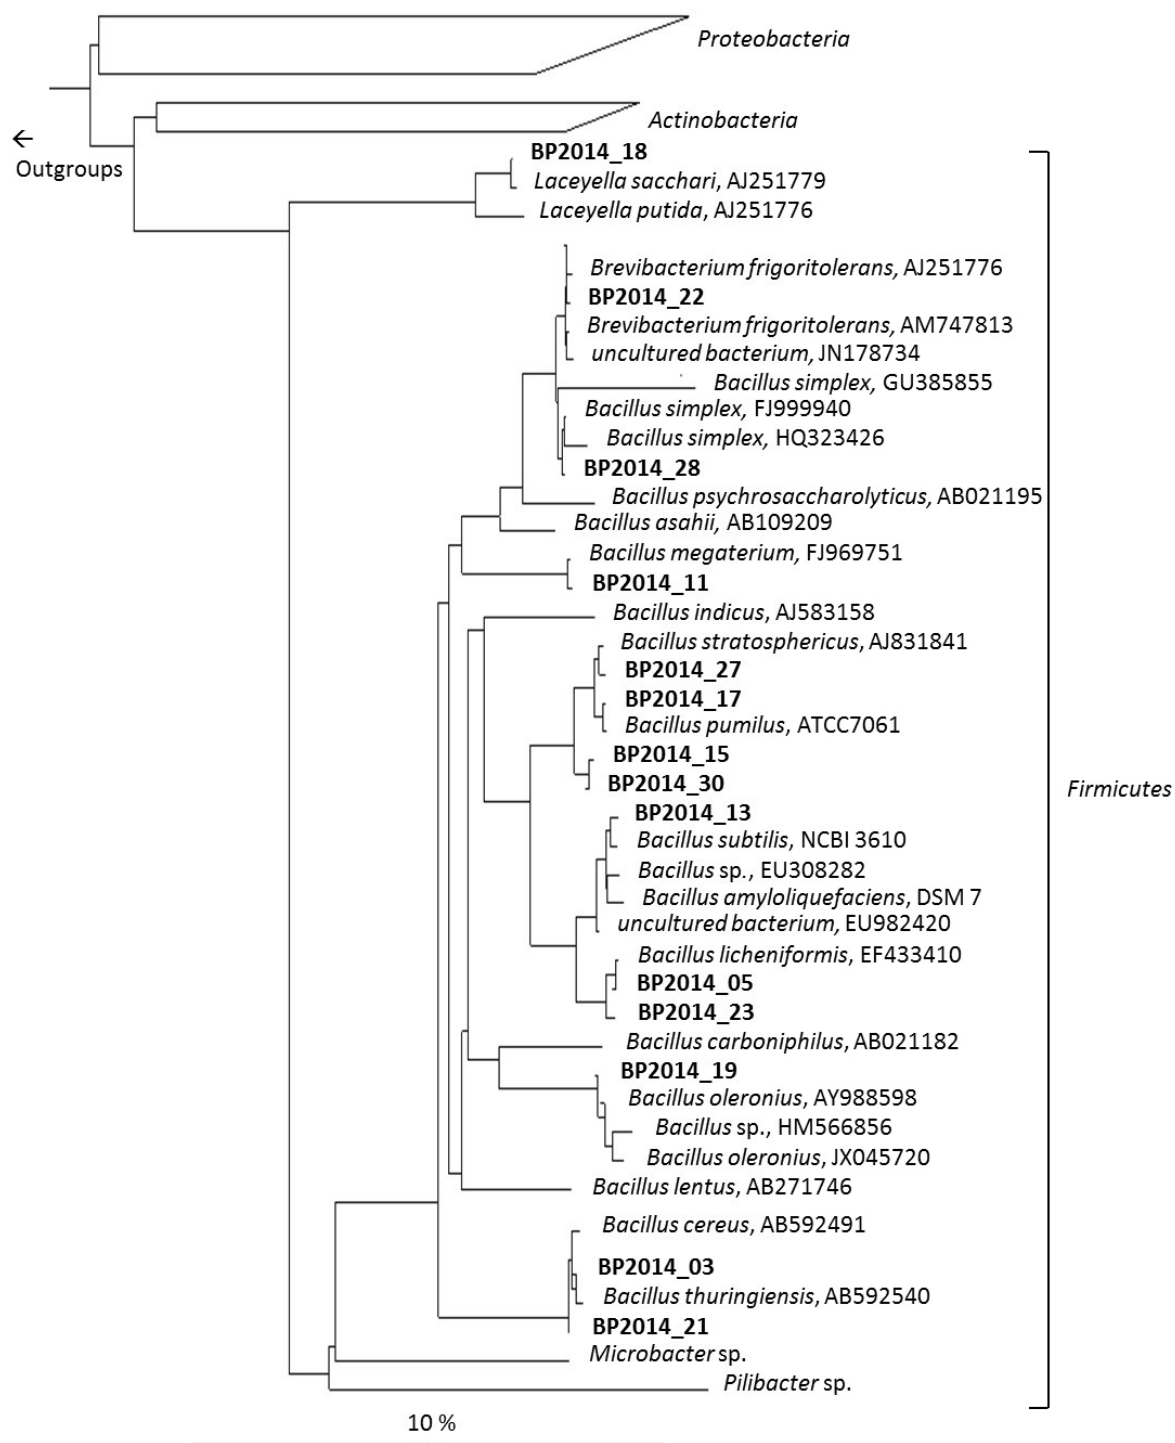 Proteobacteria
Actinobacteria
←
Outgroups
BP2014_18
Laceyella sacchari, AJ251779
Laceyella putida, AJ251776
Brevibacterium frigoritolerans, AJ251776
BP2014_22
Brevibacterium frigoritolerans, AM747813
uncultured bacterium, JN178734
Bacillus simplex, GU385855
Bacillus simplex, FJ999940
Bacillus simplex, HQ323426
BP2014_28
Bacillus psychrosaccharolyticus, AB021195
Bacillus asahii, AB109209
Bacillus megaterium, FJ969751
BP2014_11
Bacillus indicus, AJ583158
Bacillus stratosphericus, AJ831841
BP2014_27
BP2014_17
Bacillus pumilus, ATCC7061
BP2014_15
BP2014_30
Firmicutes
BP2014_13
Bacillus subtilis, NCBI 3610
Bacillus sp., EU308282
Bacillus amyloliquefaciens, DSM 7
uncultured bacterium, EU982420
Bacillus licheniformis, EF433410
BP2014_05
BP2014_23
Bacillus carboniphilus, AB021182
BP2014_19
Bacillus oleronius, AY988598
Bacillus sp., HM566856
Bacillus oleronius, JX045720
Bacillus lentus, AB271746
Bacillus cereus, AB592491
BP2014_03
Bacillus thuringiensis, AB592540
BP2014_21
Microbacter sp.
Pilibacter sp.
10 %